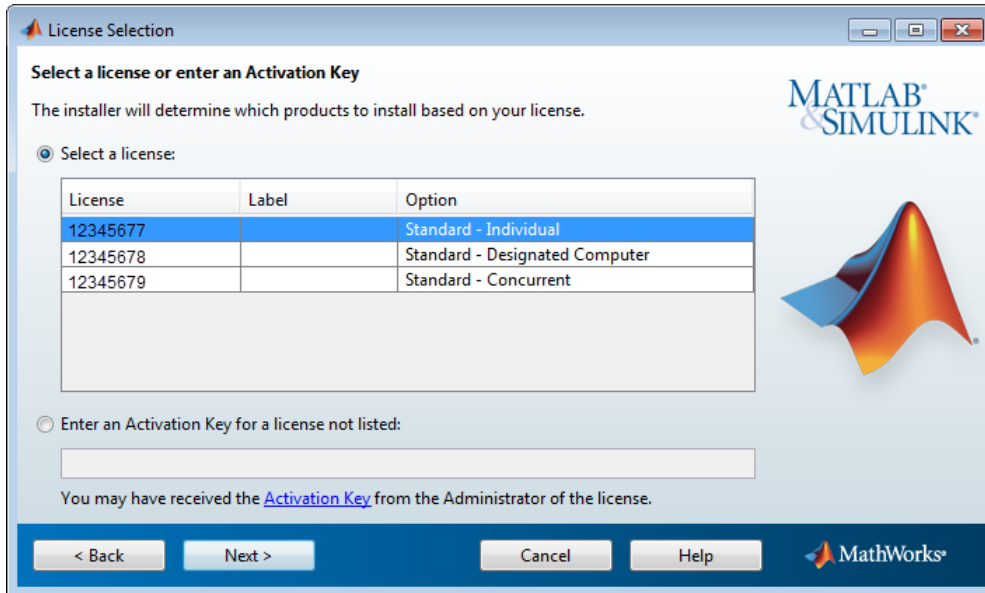 License Selection
Select a license or enter an Activation Key
The installer will determine which products to install based on your license.
MATLAB®
&SIMULINK®
Select a license:
License Label Option
12345677 Standard - Individual
12345678 Standard - Designated Computer
12345679 Standard - Concurrent
Enter an Activation Key for a license not listed:
You may have received the Activation Key from the Administrator of the license.
< Back Next > Cancel Help MathWorks®